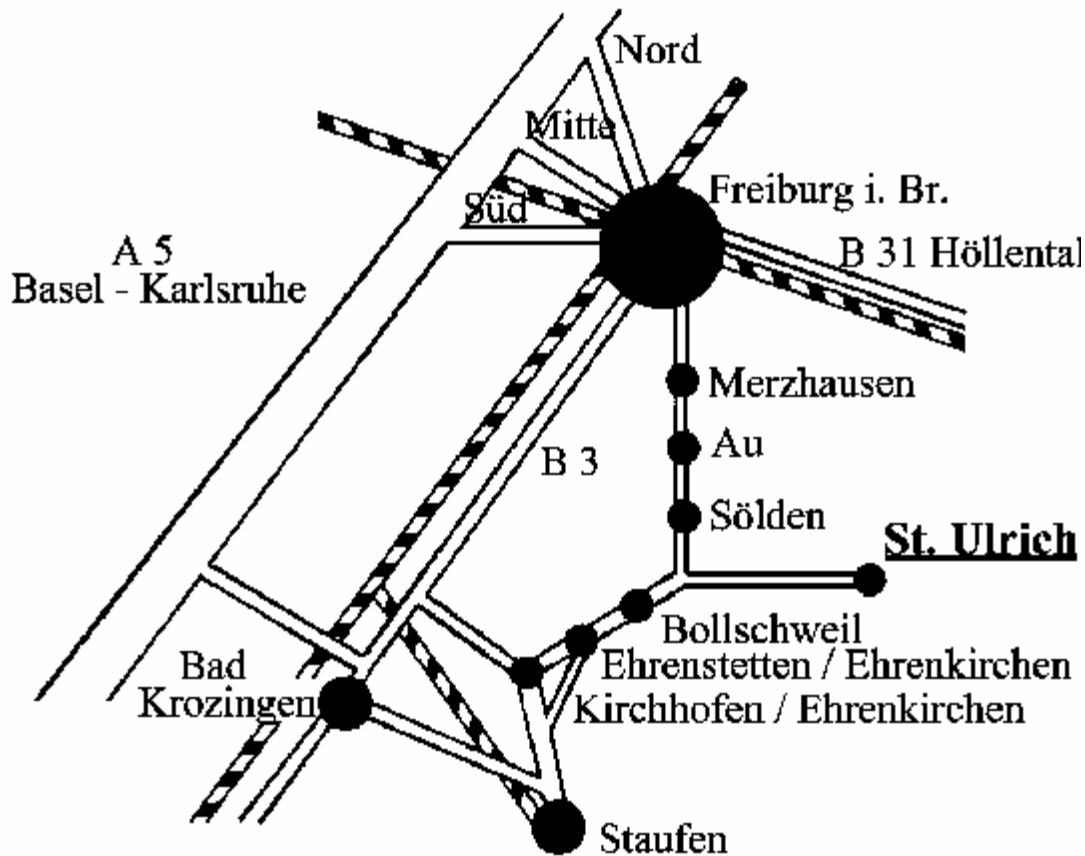 Nord
Mitte
Süd
Freiburg i. Br.
A 5
Basel - Karlsruhe
B 31 Höllental
Merzhausen
B 3
Au
Sölden
St. Ulrich
Bollschweil
Ehrenstetten / Ehrenkirchen
Kirchhofen / Ehrenkirchen
Bad
Krozingen
Staufen